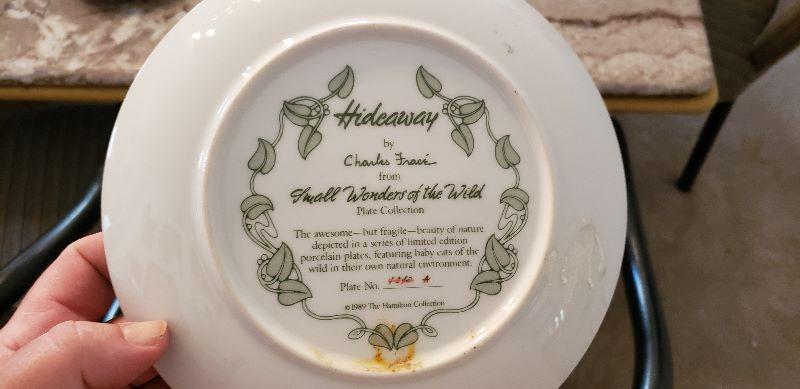 Hideaway
by
Charles Fracé
from
Small Wonders of the Wild
Plate Collection
The awesome—but fragile—beauty of nature
depicted in a series of limited edition
porcelain plates, featuring baby cats of the
wild in their own natural environment.
Plate No. A
©1989 The Hamilton Collection